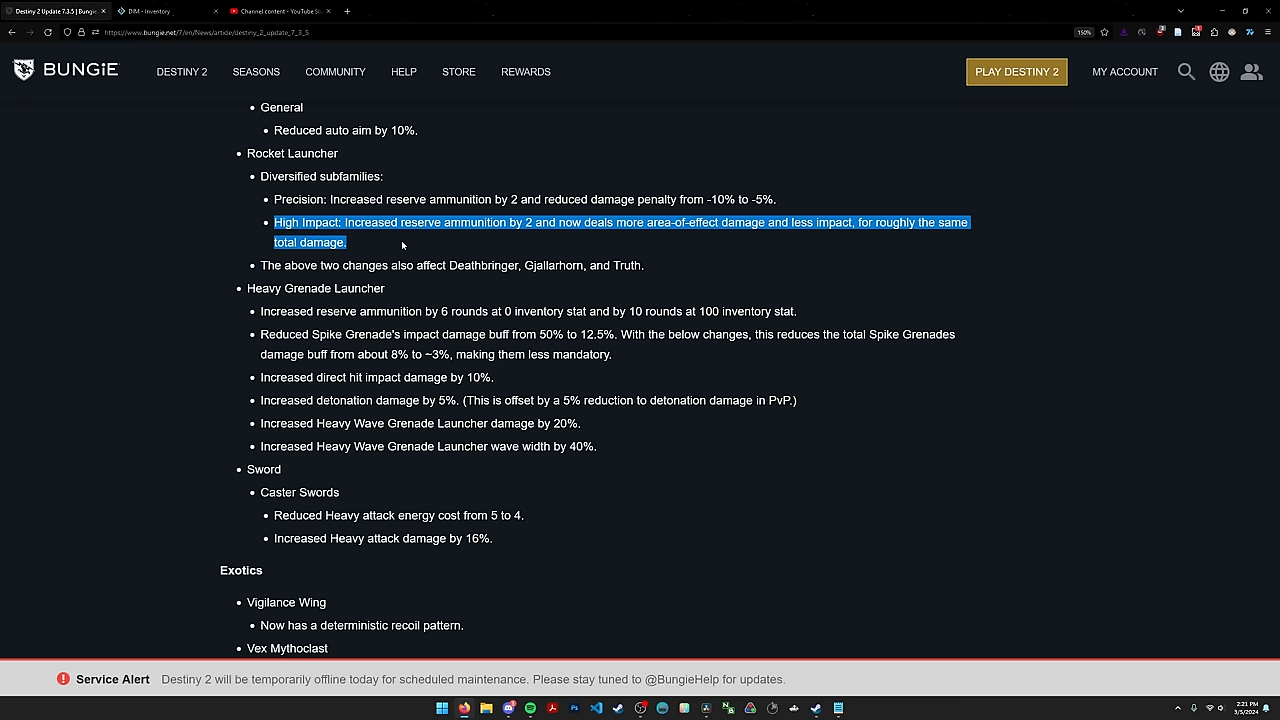 Destiny 2 Update 7.3.5 | Bungie
DIM - Inventory
Channel content - YouTube St
https://www.bungie.net/7/en/News/article/destiny_2_update_7_3_5
150%
BUNGiE
DESTINY 2
SEASONS
COMMUNITY
HELP
STORE
REWARDS
PLAY DESTINY 2
MY ACCOUNT
• General
• Reduced auto aim by 10%.
• Rocket Launcher
• Diversified subfamilies:
• Precision: Increased reserve ammunition by 2 and reduced damage penalty from -10% to -5%.
• High Impact: Increased reserve ammunition by 2 and now deals more area-of-effect damage and less impact, for roughly the same
total damage.
• The above two changes also affect Deathbringer, Gjallarhorn, and Truth.
• Heavy Grenade Launcher
• Increased reserve ammunition by 6 rounds at 0 inventory stat and by 10 rounds at 100 inventory stat.
• Reduced Spike Grenade's impact damage buff from 50% to 12.5%. With the below changes, this reduces the total Spike Grenades
damage buff from about 8% to ~3%, making them less mandatory.
• Increased direct hit impact damage by 10%.
• Increased detonation damage by 5%. (This is offset by a 5% reduction to detonation damage in PvP.)
• Increased Heavy Wave Grenade Launcher damage by 20%.
• Increased Heavy Wave Grenade Launcher wave width by 40%.
• Sword
• Caster Swords
• Reduced Heavy attack energy cost from 5 to 4.
• Increased Heavy attack damage by 16%.
Exotics
• Vigilance Wing
• Now has a deterministic recoil pattern.
• Vex Mythoclast
Service Alert Destiny 2 will be temporarily offline today for scheduled maintenance. Please stay tuned to @BungieHelp for updates.
2:21 PM
3/5/2024